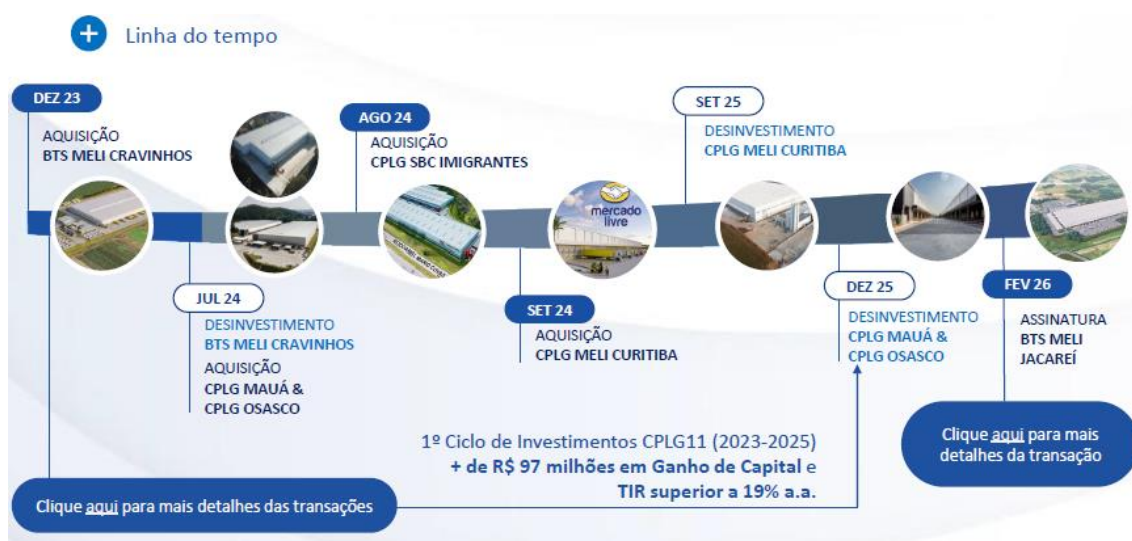 Linha do tempo
DEZ 23
AQUISIÇÃO
BTS MELI CRAVINHOS
JUL 24
DESINVESTIMENTO
BTS MELI CRAVINHOS
AQUISIÇÃO
CPLG MAUÁ &
CPLG OSASCO
AGO 24
AQUISIÇÃO
CPLG SBC IMIGRANTES
SET 24
AQUISIÇÃO
CPLG MELI CURITIBA
mercado
livre
SET 25
DESINVESTIMENTO
CPLG MELI CURITIBA
DEZ 25
DESINVESTIMENTO
CPLG MAUÁ &
CPLG OSASCO
FEV 26
ASSINATURA
BTS MELI
JACAREÍ
1º Ciclo de Investimentos CPLG11 (2023-2025)
+ de R$ 97 milhões em Ganho de Capital e
TIR superior a 19% a.a.
Clique aqui para mais detalhes das transações
Clique aqui para mais
detalhes da transação